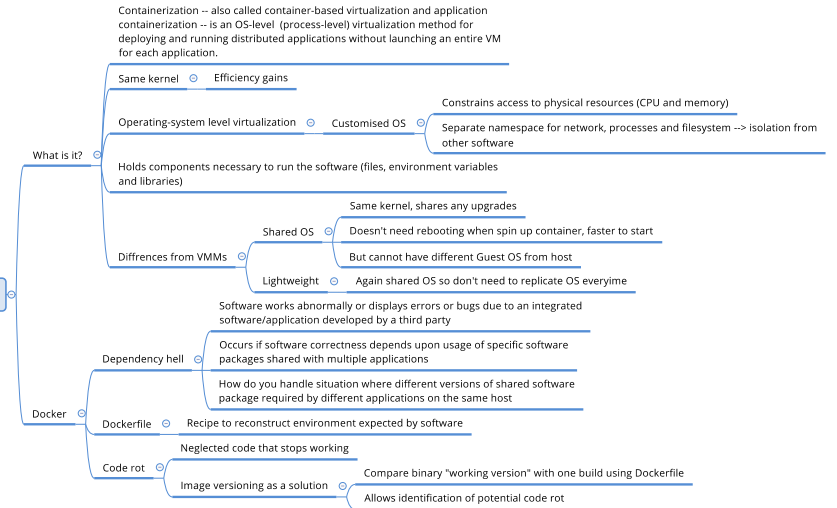 Containerization -- also called container-based virtualization and application
containerization -- is an OS-level  (process-level) virtualization method for
deploying and running distributed applications without launching an entire VM
for each application.
Same kernel
Efficiency gains
Constrains access to physical resources (CPU and memory)
Operating-system level virtualization
Customised OS
Separate namespace for network, processes and filesystem --> isolation from
other software
What is it?
Holds components necessary to run the software (files, environment variables
and libraries)
Same kernel, shares any upgrades
Shared OS
Doesn't need rebooting when spin up container, faster to start
Diffrences from VMMs
But cannot have different Guest OS from host
Lightweight
Again shared OS so don't need to replicate OS everyime
Software works abnormally or displays errors or bugs due to an integrated
software/application developed by a third party
Dependency hell
Occurs if software correctness depends upon usage of specific software
packages shared with multiple applications
How do you handle situation where different versions of shared software
package required by different applications on the same host
Docker
Dockerfile
Recipe to reconstruct environment expected by software
Code rot
Neglected code that stops working
Image versioning as a solution
Compare binary "working version" with one build using Dockerfile
Allows identification of potential code rot